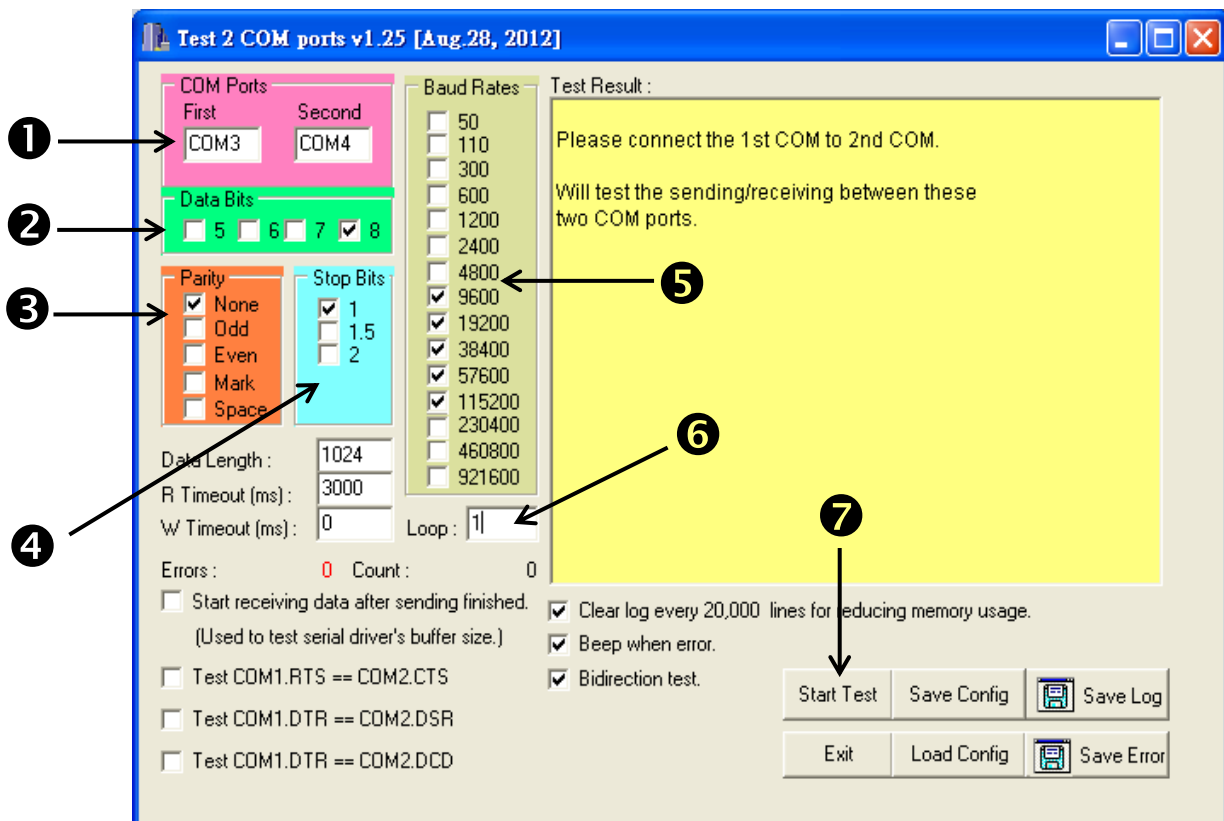 Test 2 COM ports v1.25 [Aug.28, 2012]
COM Ports
First Second
COM3 COM4
1
Data Bits
5 6 7 8
2
Parity
None
Odd
Even
Mark
Space
3
Stop Bits
1
1.5
2
4
Baud Rates
50
110
300
600
1200
2400
4800
9600
19200
38400
57600
115200
230400
460800
921600
5
Data Length : 1024
R Timeout (ms) : 3000
W Timeout (ms) : 0
Loop : 1
6
Errors : 0 Count : 0
Start receiving data after sending finished.
(Used to test serial driver's buffer size.)
Test COM1.RTS == COM2.CTS
Test COM1.DTR == COM2.DSR
Test COM1.DTR == COM2.DCD
Test Result :
Please connect the 1st COM to 2nd COM.
Will test the sending/receiving between these
two COM ports.
7
Clear log every 20,000 lines for reducing memory usage.
Beep when error.
Bidirection test.
Start Test Save Config Save Log
Exit Load Config Save Error